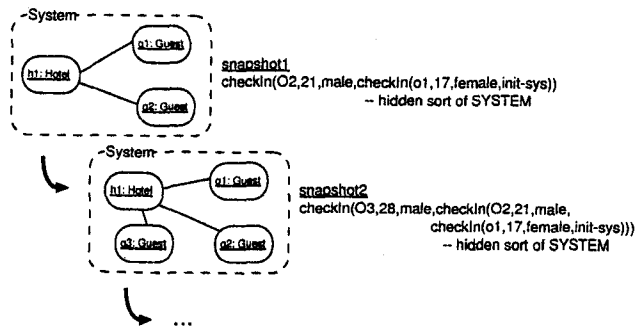 System
o1: Guest
h1: Hotel
o2: Guest
snapshot1
checkIn(O2,21,male,checkIn(o1,17,female,init-sys))
-- hidden sort of SYSTEM
System
o1: Guest
h1: Hotel
o3: Guest
o2: Guest
snapshot2
checkIn(O3,28,male,checkIn(O2,21,male,
checkIn(o1,17,female,init-sys)))
-- hidden sort of SYSTEM
...